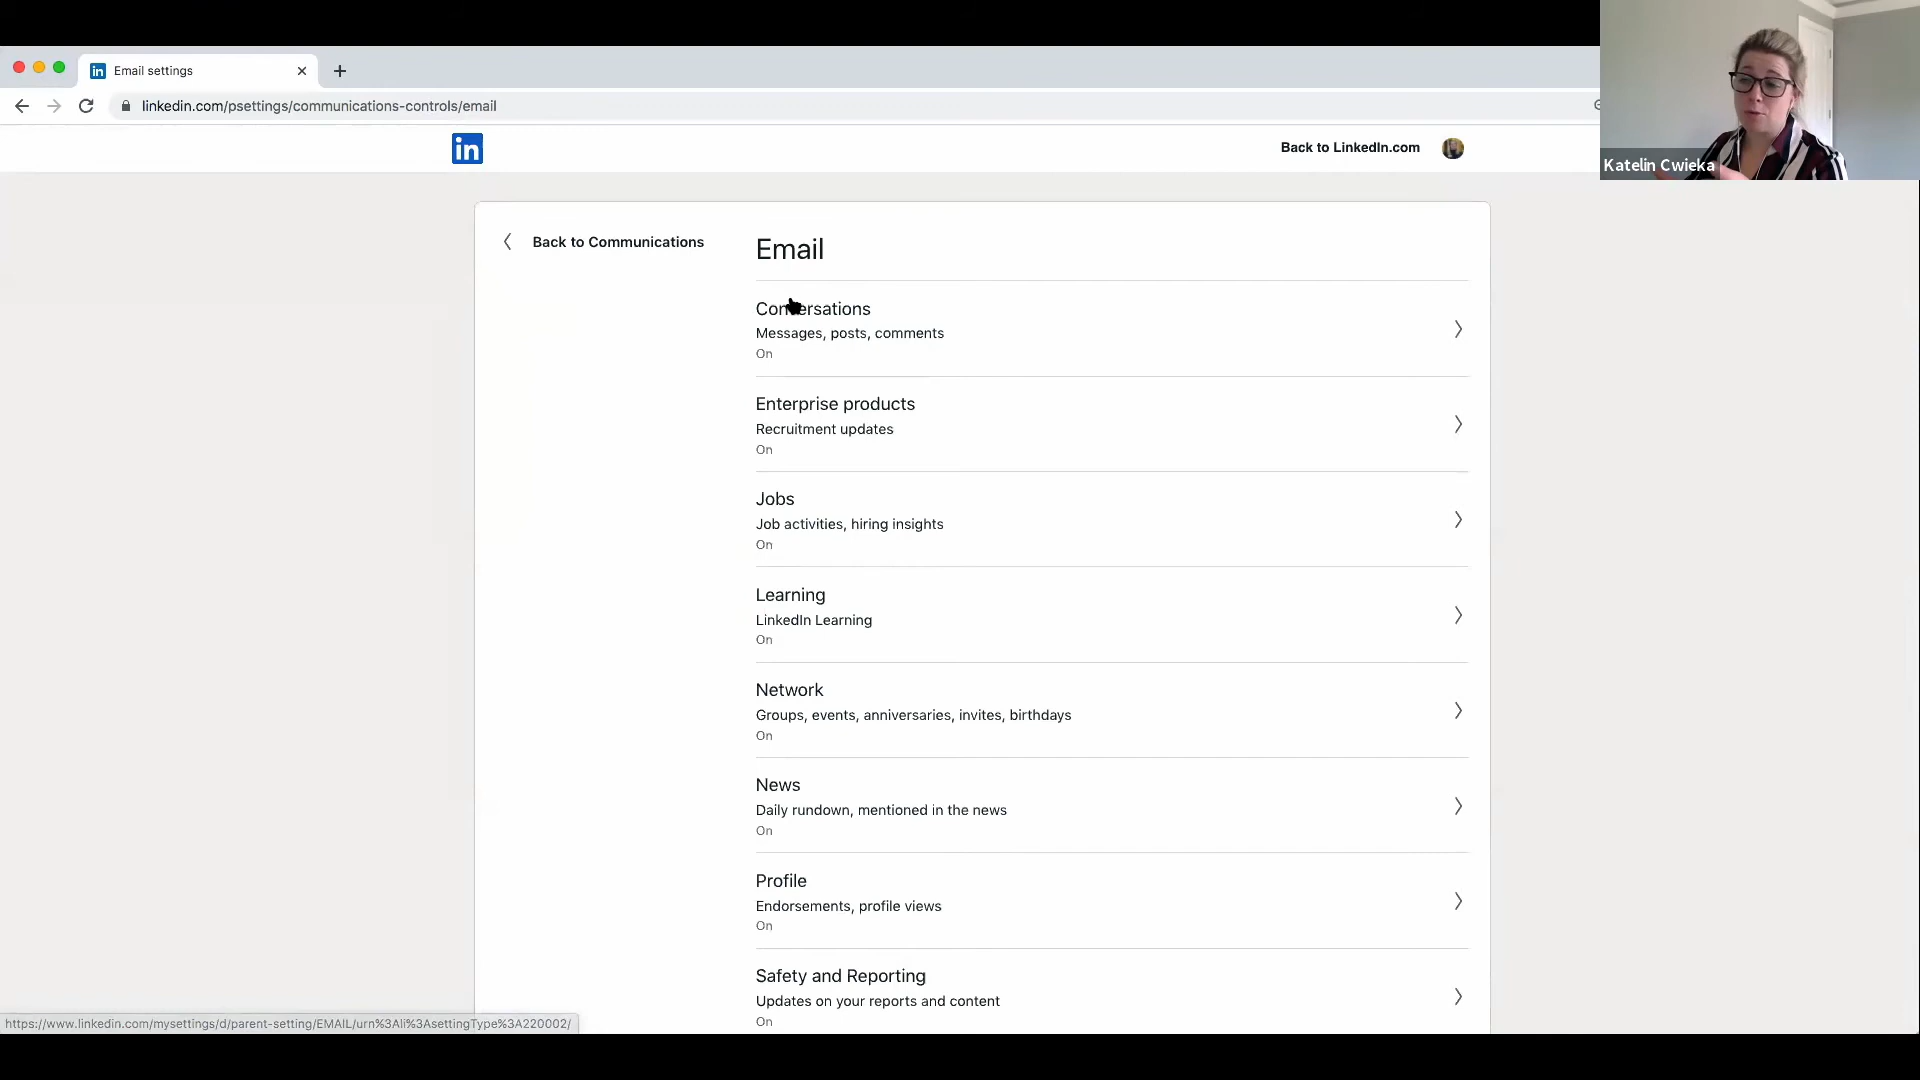 Email settings
linkedin.com/psettings/communications-controls/email
in
Back to LinkedIn.com
Katelin Cwieka
Back to Communications
Email
Conversations
Messages, posts, comments
On
Enterprise products
Recruitment updates
On
Jobs
Job activities, hiring insights
On
Learning
LinkedIn Learning
On
Network
Groups, events, anniversaries, invites, birthdays
On
News
Daily rundown, mentioned in the news
On
Profile
Endorsements, profile views
On
Safety and Reporting
Updates on your reports and content
On
https://www.linkedin.com/mysettings/d/parent-setting/EMAIL/urn%3Ali%3AsettingType%3A220002/